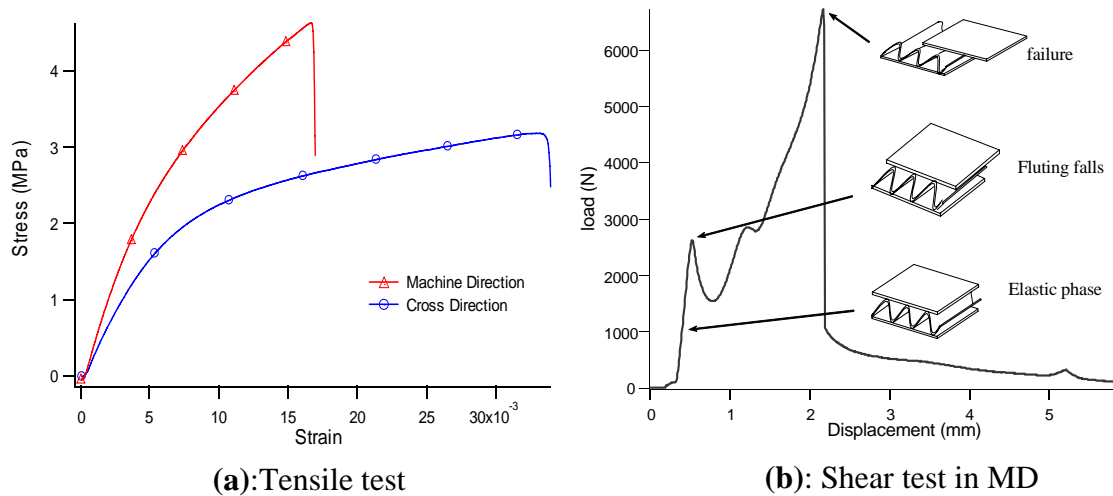 Stress (MPa)
4
3
2
1
0
0
5
10
15
20
25
30x10-3
Strain
Machine Direction
Cross Direction
(a):Tensile test
load (N)
6000
5000
4000
3000
2000
1000
0
0
1
2
3
4
5
Displacement (mm)
failure
Fluting falls
Elastic phase
(b): Shear test in MD